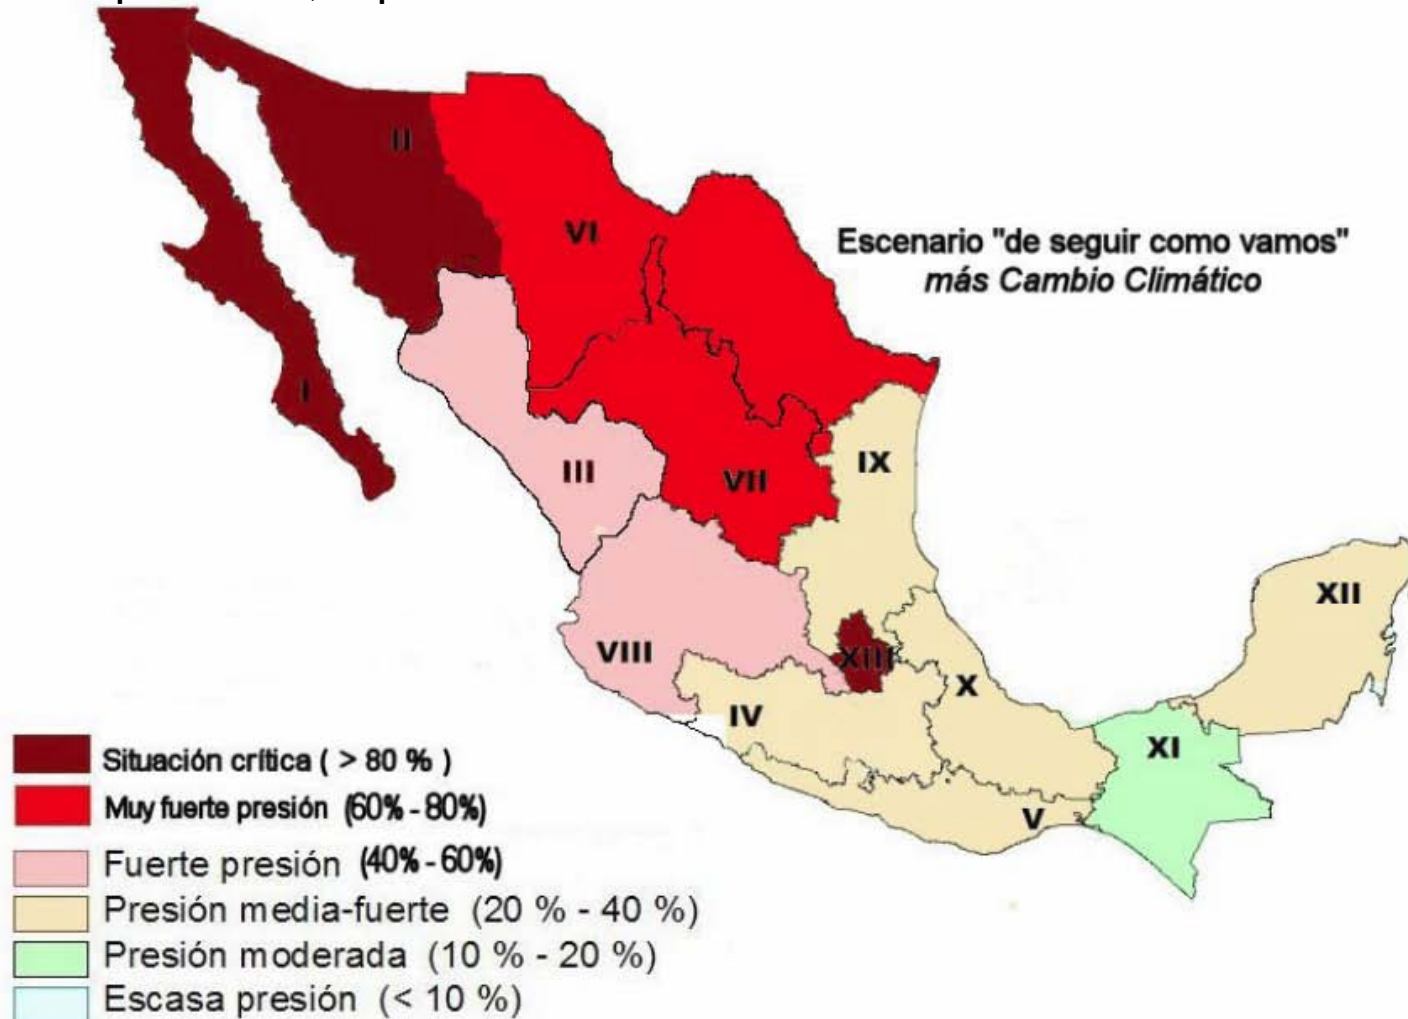 II
VI
Escenario "de seguir como vamos"
más Cambio Climático
I
III
VII
IX
XII
VIII
XIII
X
IV
XI
V
Situación crítica ( > 80 % )
Muy fuerte presión (60% - 80%)
Fuerte presión (40% - 60%)
Presión media-fuerte (20 % - 40 %)
Presión moderada (10 % - 20 %)
Escasa presión (< 10 %)